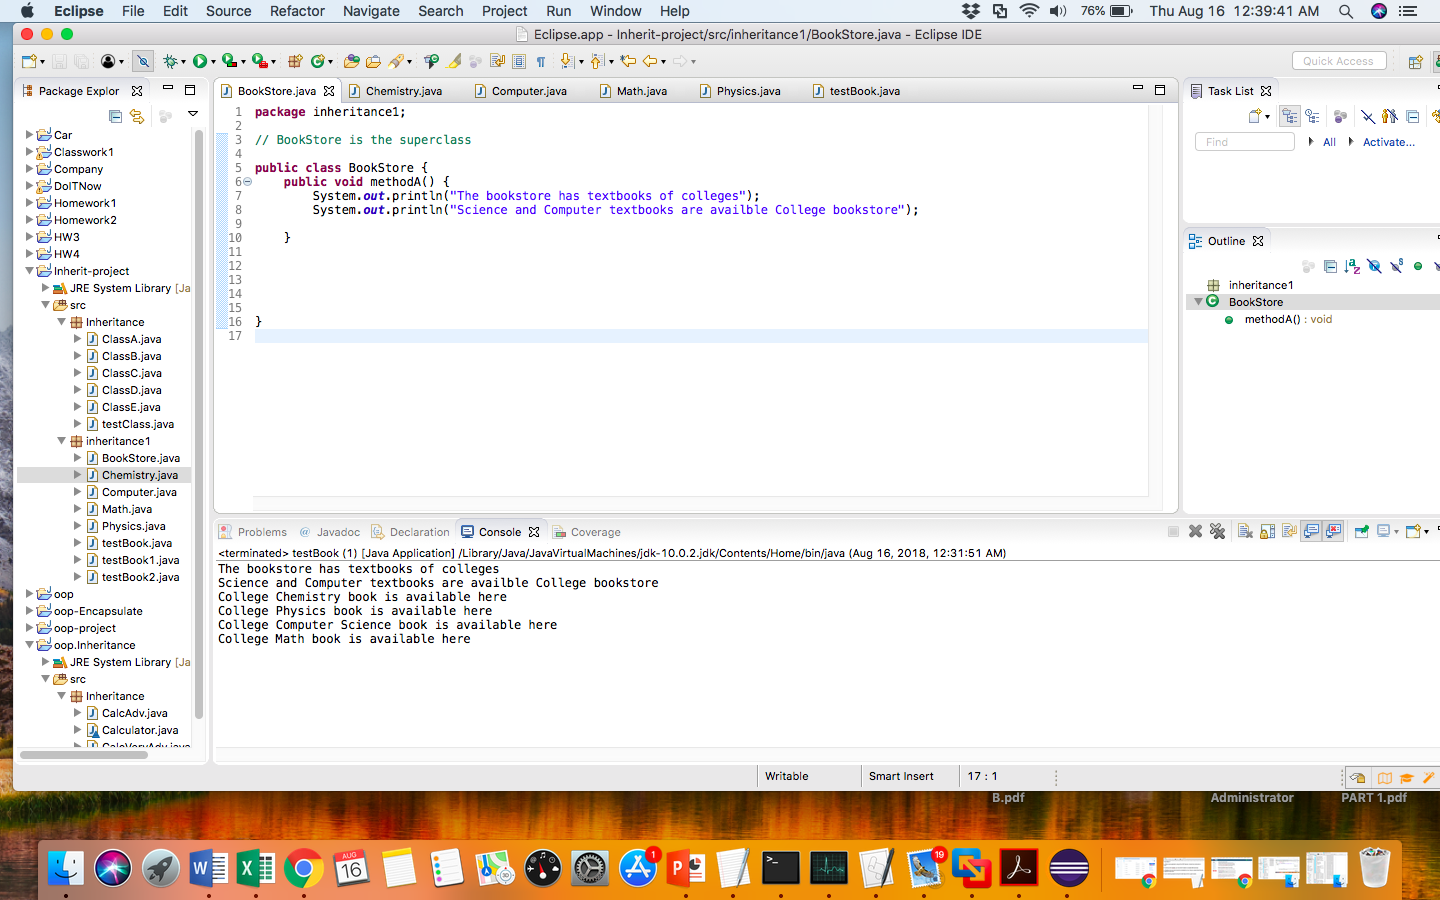 Eclipse File Edit Source Refactor Navigate Search Project Run Window Help 76% Thu Aug 16 12:39:41 AM
Eclipse.app - Inherit-project/src/inheritance1/BookStore.java - Eclipse IDE
Quick Access
Package Explor
Car
Classwork1
Company
DoITNow
Homework1
Homework2
HW3
HW4
Inherit-project
JRE System Library [Ja
src
Inheritance
ClassA.java
ClassB.java
ClassC.java
ClassD.java
ClassE.java
testClass.java
inheritance1
BookStore.java
Chemistry.java
Computer.java
Math.java
Physics.java
testBook.java
testBook1.java
testBook2.java
oop
oop-Encapsulate
oop-project
oop.Inheritance
JRE System Library [Ja
src
Inheritance
CalcAdv.java
Calculator.java
CalcVeryAdv.java
BookStore.java Chemistry.java Computer.java Math.java Physics.java testBook.java
1 package inheritance1;
2
3 // BookStore is the superclass
4
5 public class BookStore {
6 public void methodA() {
7 System.out.println("The bookstore has textbooks of colleges");
8 System.out.println("Science and Computer textbooks are availble College bookstore");
9
10 }
11
12
13
14
15
16 }
17
Task List
Find All Activate...
Outline
inheritance1
BookStore
methodA() : void
Problems @ Javadoc Declaration Console Coverage
<terminated> testBook (1) [Java Application] /Library/Java/JavaVirtualMachines/jdk-10.0.2.jdk/Contents/Home/bin/java (Aug 16, 2018, 12:31:51 AM)
The bookstore has textbooks of colleges
Science and Computer textbooks are availble College bookstore
College Chemistry book is available here
College Physics book is available here
College Computer Science book is available here
College Math book is available here
Writable Smart Insert 17 : 1
B.pdf Administrator PART 1.pdf
AUG
16
1
19